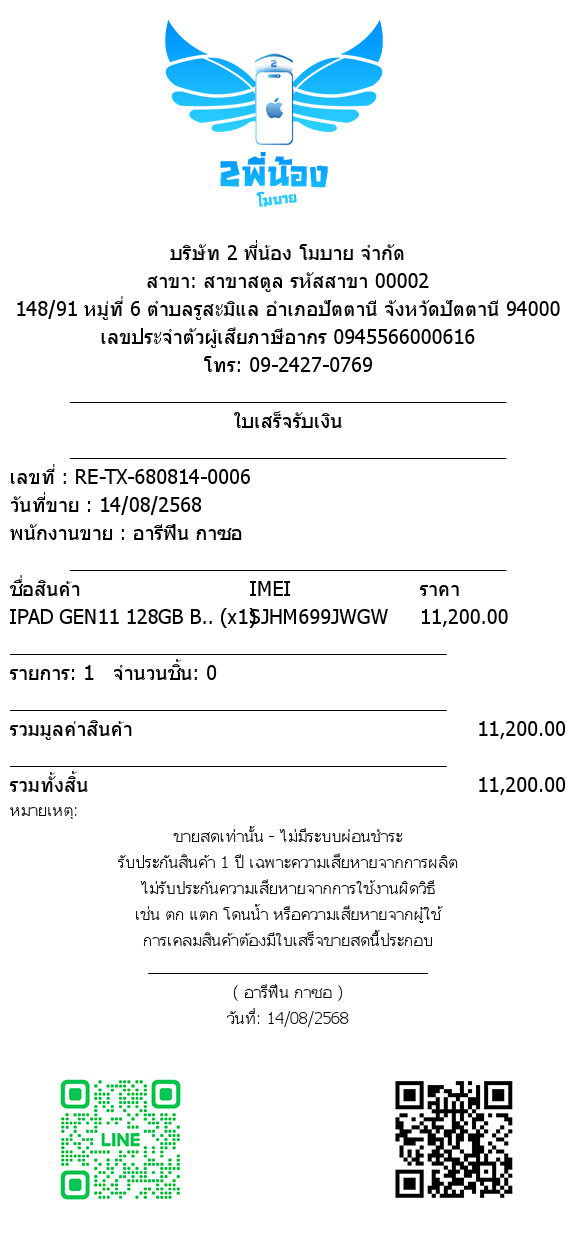 2
2พี่น้อง
โมบาย
บริษัท 2 พี่น้อง โมบาย จำกัด
สาขา: สาขาสตูล รหัสสาขา 00002
148/91 หมู่ที่ 6 ตำบลรูสะมิแล อำเภอปัตตานี จังหวัดปัตตานี 94000
เลขประจำตัวผู้เสียภาษีอากร 0945566000616
โทร: 09-2427-0769
ใบเสร็จรับเงิน
เลขที่ : RE-TX-680814-0006
วันที่ขาย : 14/08/2568
พนักงานขาย : อารีฟีน กาซอ
ชื่อสินค้า IMEI ราคา
IPAD GEN11 128GB B.. (x1) SJHM699JWGW 11,200.00
รายการ: 1 จำนวนชิ้น: 0
รวมมูลค่าสินค้า 11,200.00
รวมทั้งสิ้น 11,200.00
หมายเหตุ:
ขายสดเท่านั้น - ไม่มีระบบผ่อนชำระ
รับประกันสินค้า 1 ปี เฉพาะความเสียหายจากการผลิต
ไม่รับประกันความเสียหายจากการใช้งานผิดวิธี
เช่น ตก แตก โดนน้ำ หรือความเสียหายจากผู้ใช้
การเคลมสินค้าต้องมีใบเสร็จขายสดนี้ประกอบ
( อารีฟีน กาซอ )
วันที่: 14/08/2568
LINE